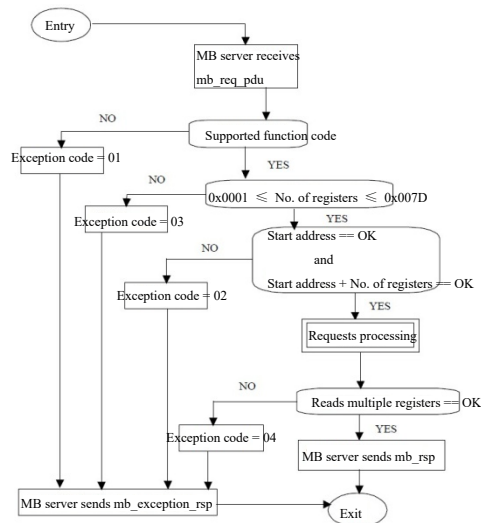 Entry
MB server receives
mb_req_pdu
NO
Supported function code
Exception code = 01
YES
NO
0x0001 ≤ No. of registers ≤ 0x007D
Exception code = 03
YES
Start address == OK
NO
and
Start address + No. of registers == OK
Exception code = 02
YES
Requests processing
NO
Reads multiple registers == OK
YES
Exception code = 04
MB server sends mb_rsp
MB server sends mb_exception_rsp
Exit